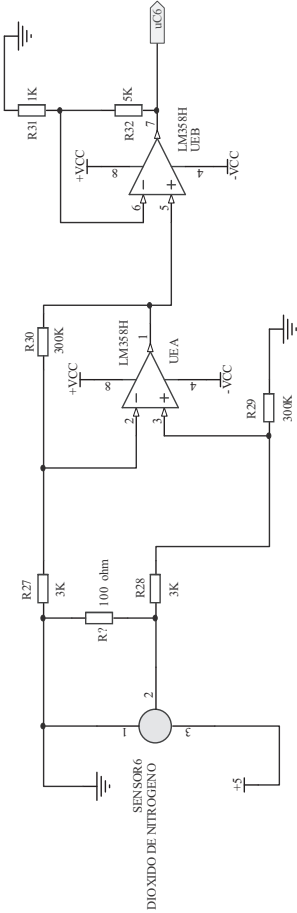 SENSOR6
DIOXIDO DE NITROGENO
1
2
3
+5
R27
3K
R?
100 ohm
R28
3K
R30
300K
R29
300K
+VCC
8
2
3
1
4
-VCC
LM358H
UEA
R31
1K
R32
5K
+VCC
8
6
5
7
4
-VCC
LM358H
UEB
uC6